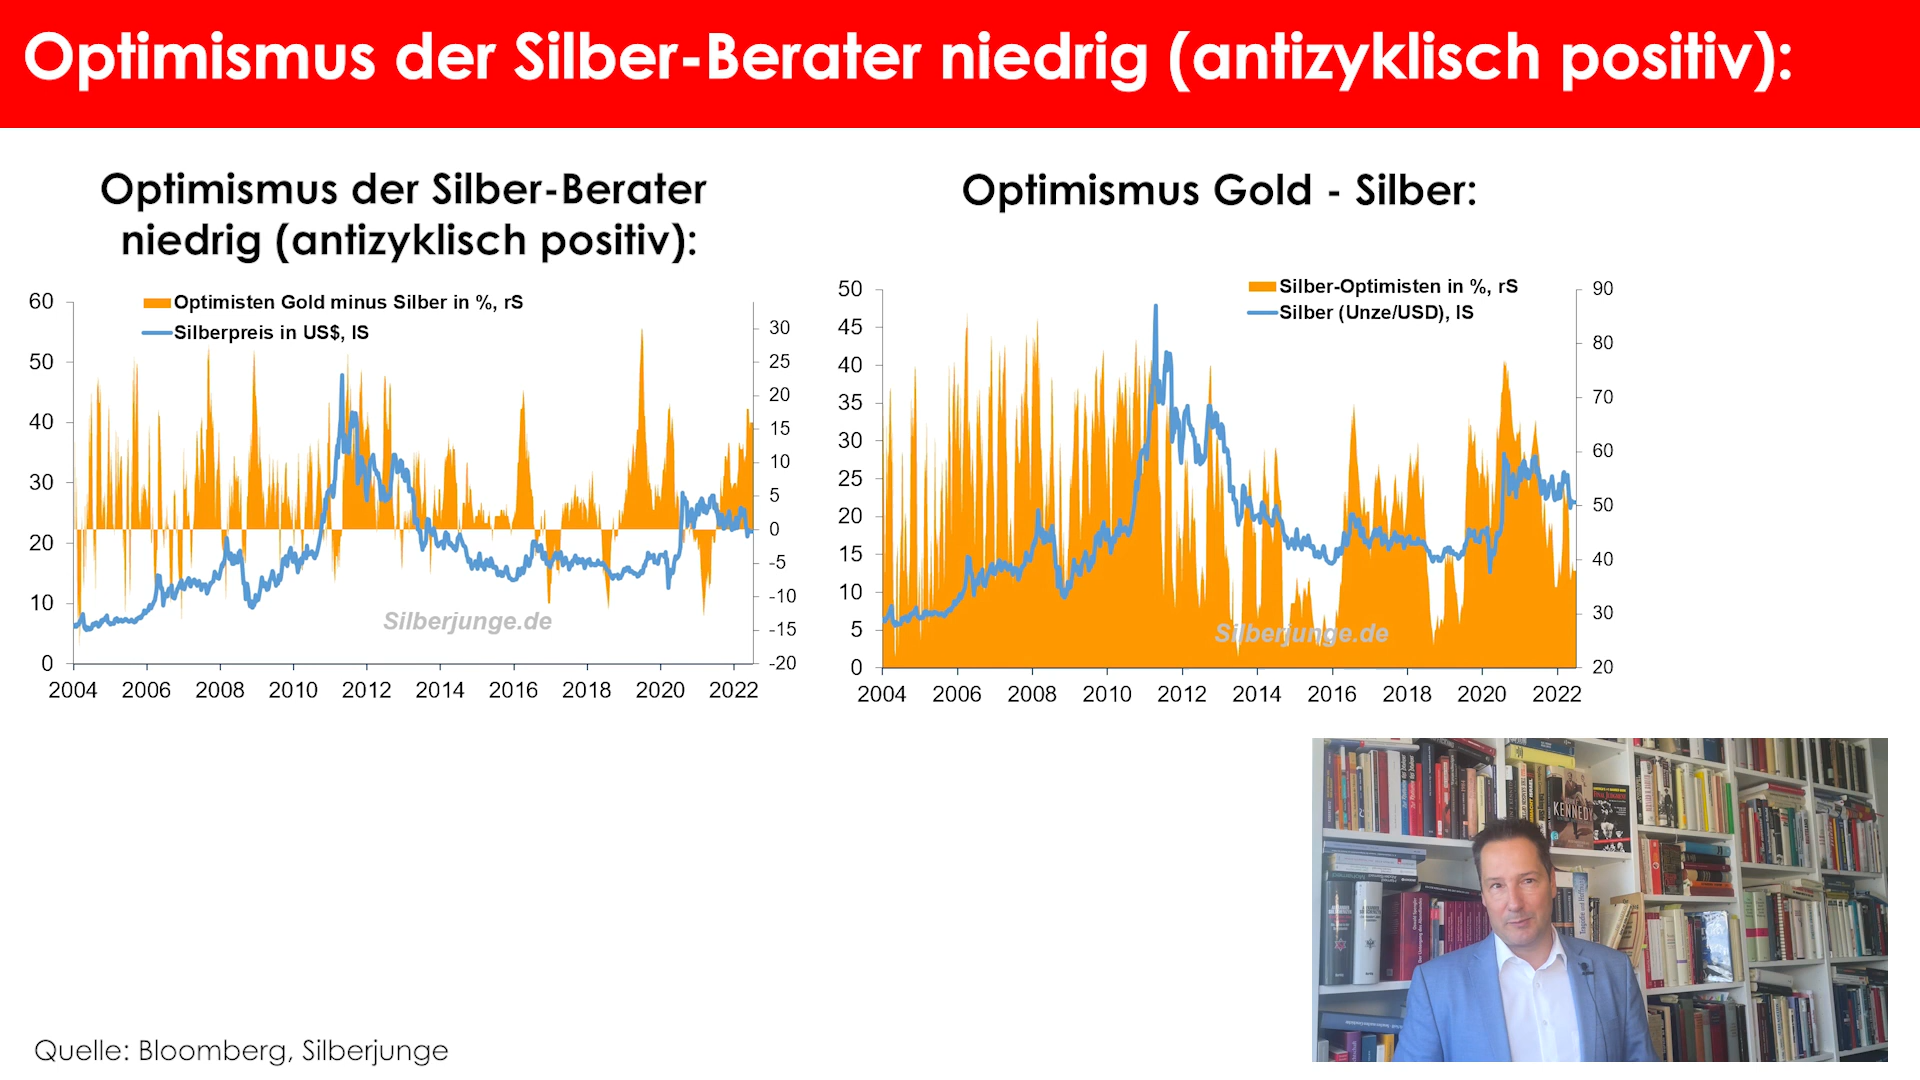 Optimismus der Silber-Berater niedrig (antizyklisch positiv):
Optimismus der Silber-Berater
niedrig (antizyklisch positiv):
Optimisten Gold minus Silber in %, rS
Silberpreis in US$, lS
60
50
40
30
20
10
0
30
25
20
15
10
5
0
-5
-10
-15
-20
Silberjunge.de
2004 2006 2008 2010 2012 2014 2016 2018 2020 2022
Optimismus Gold - Silber:
Silber-Optimisten in %, rS
Silber (Unze/USD), lS
50
45
40
35
30
25
20
15
10
5
0
90
80
70
60
50
40
30
20
Silberjunge.de
2004 2006 2008 2010 2012 2014 2016 2018 2020 2022
KENNEDY
Quelle: Bloomberg, Silberjunge